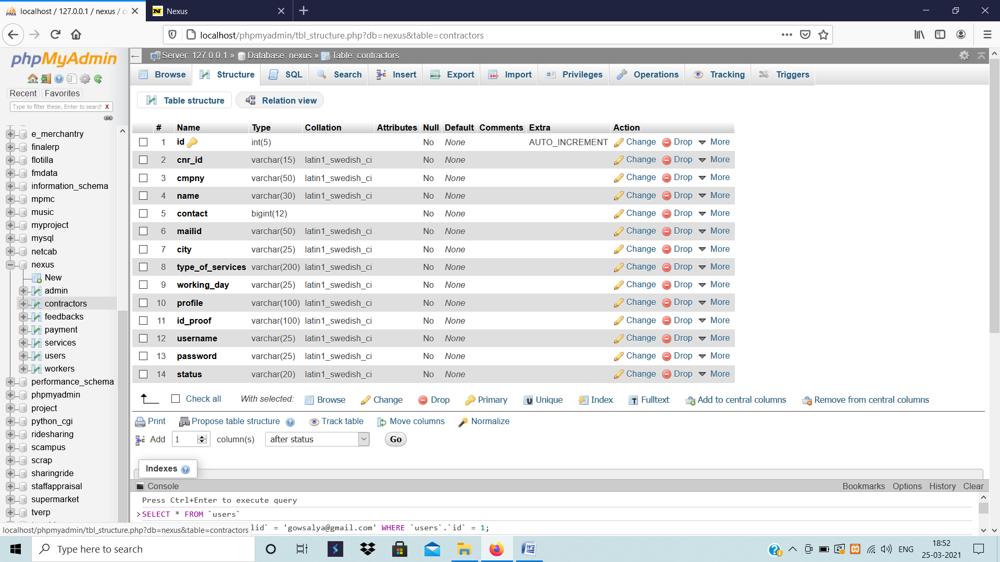 localhost / 127.0.0.1 / nexus / c
Nexus
localhost/phpmyadmin/tbl_structure.php?db=nexus&table=contractors
phpMyAdmin
Recent Favorites
Type to filter these, Enter to search X
e_merchantry
finalerp
flotilla
fmdata
information_schema
mpmc
music
myproject
mysql
netcab
nexus
New
admin
contractors
feedbacks
payment
services
users
workers
performance_schema
phpmyadmin
project
python_cgi
ridesharing
scampus
scrap
sharingride
staffappraisal
supermarket
tverp
Server: 127.0.0.1 » Database: nexus » Table: contractors
Browse Structure SQL Search Insert Export Import Privileges Operations Tracking Triggers
Table structure Relation view
# Name Type Collation Attributes Null Default Comments Extra Action
1 id int(5) No None AUTO_INCREMENT Change Drop More
2 cnr_id varchar(15) latin1_swedish_ci No None Change Drop More
3 cmpny varchar(50) latin1_swedish_ci No None Change Drop More
4 name varchar(30) latin1_swedish_ci No None Change Drop More
5 contact bigint(12) No None Change Drop More
6 mailid varchar(50) latin1_swedish_ci No None Change Drop More
7 city varchar(25) latin1_swedish_ci No None Change Drop More
8 type_of_services varchar(200) latin1_swedish_ci No None Change Drop More
9 working_day varchar(25) latin1_swedish_ci No None Change Drop More
10 profile varchar(100) latin1_swedish_ci No None Change Drop More
11 id_proof varchar(100) latin1_swedish_ci No None Change Drop More
12 username varchar(25) latin1_swedish_ci No None Change Drop More
13 password varchar(25) latin1_swedish_ci No None Change Drop More
14 status varchar(20) latin1_swedish_ci No None Change Drop More
Check all With selected: Browse Change Drop Primary Unique Index Fulltext Add to central columns Remove from central columns
Print Propose table structure Track table Move columns Normalize
Add 1 column(s) after status Go
Indexes
Console Bookmarks Options History Clear
Press Ctrl+Enter to execute query
>SELECT * FROM `users`
lid` = 'gowsalya@gmail.com' WHERE `users`.`id` = 1;
localhost/phpmyadmin/tbl_structure.php?db=nexus&table=contractors
Type here to search
ENG
18:52
25-03-2021